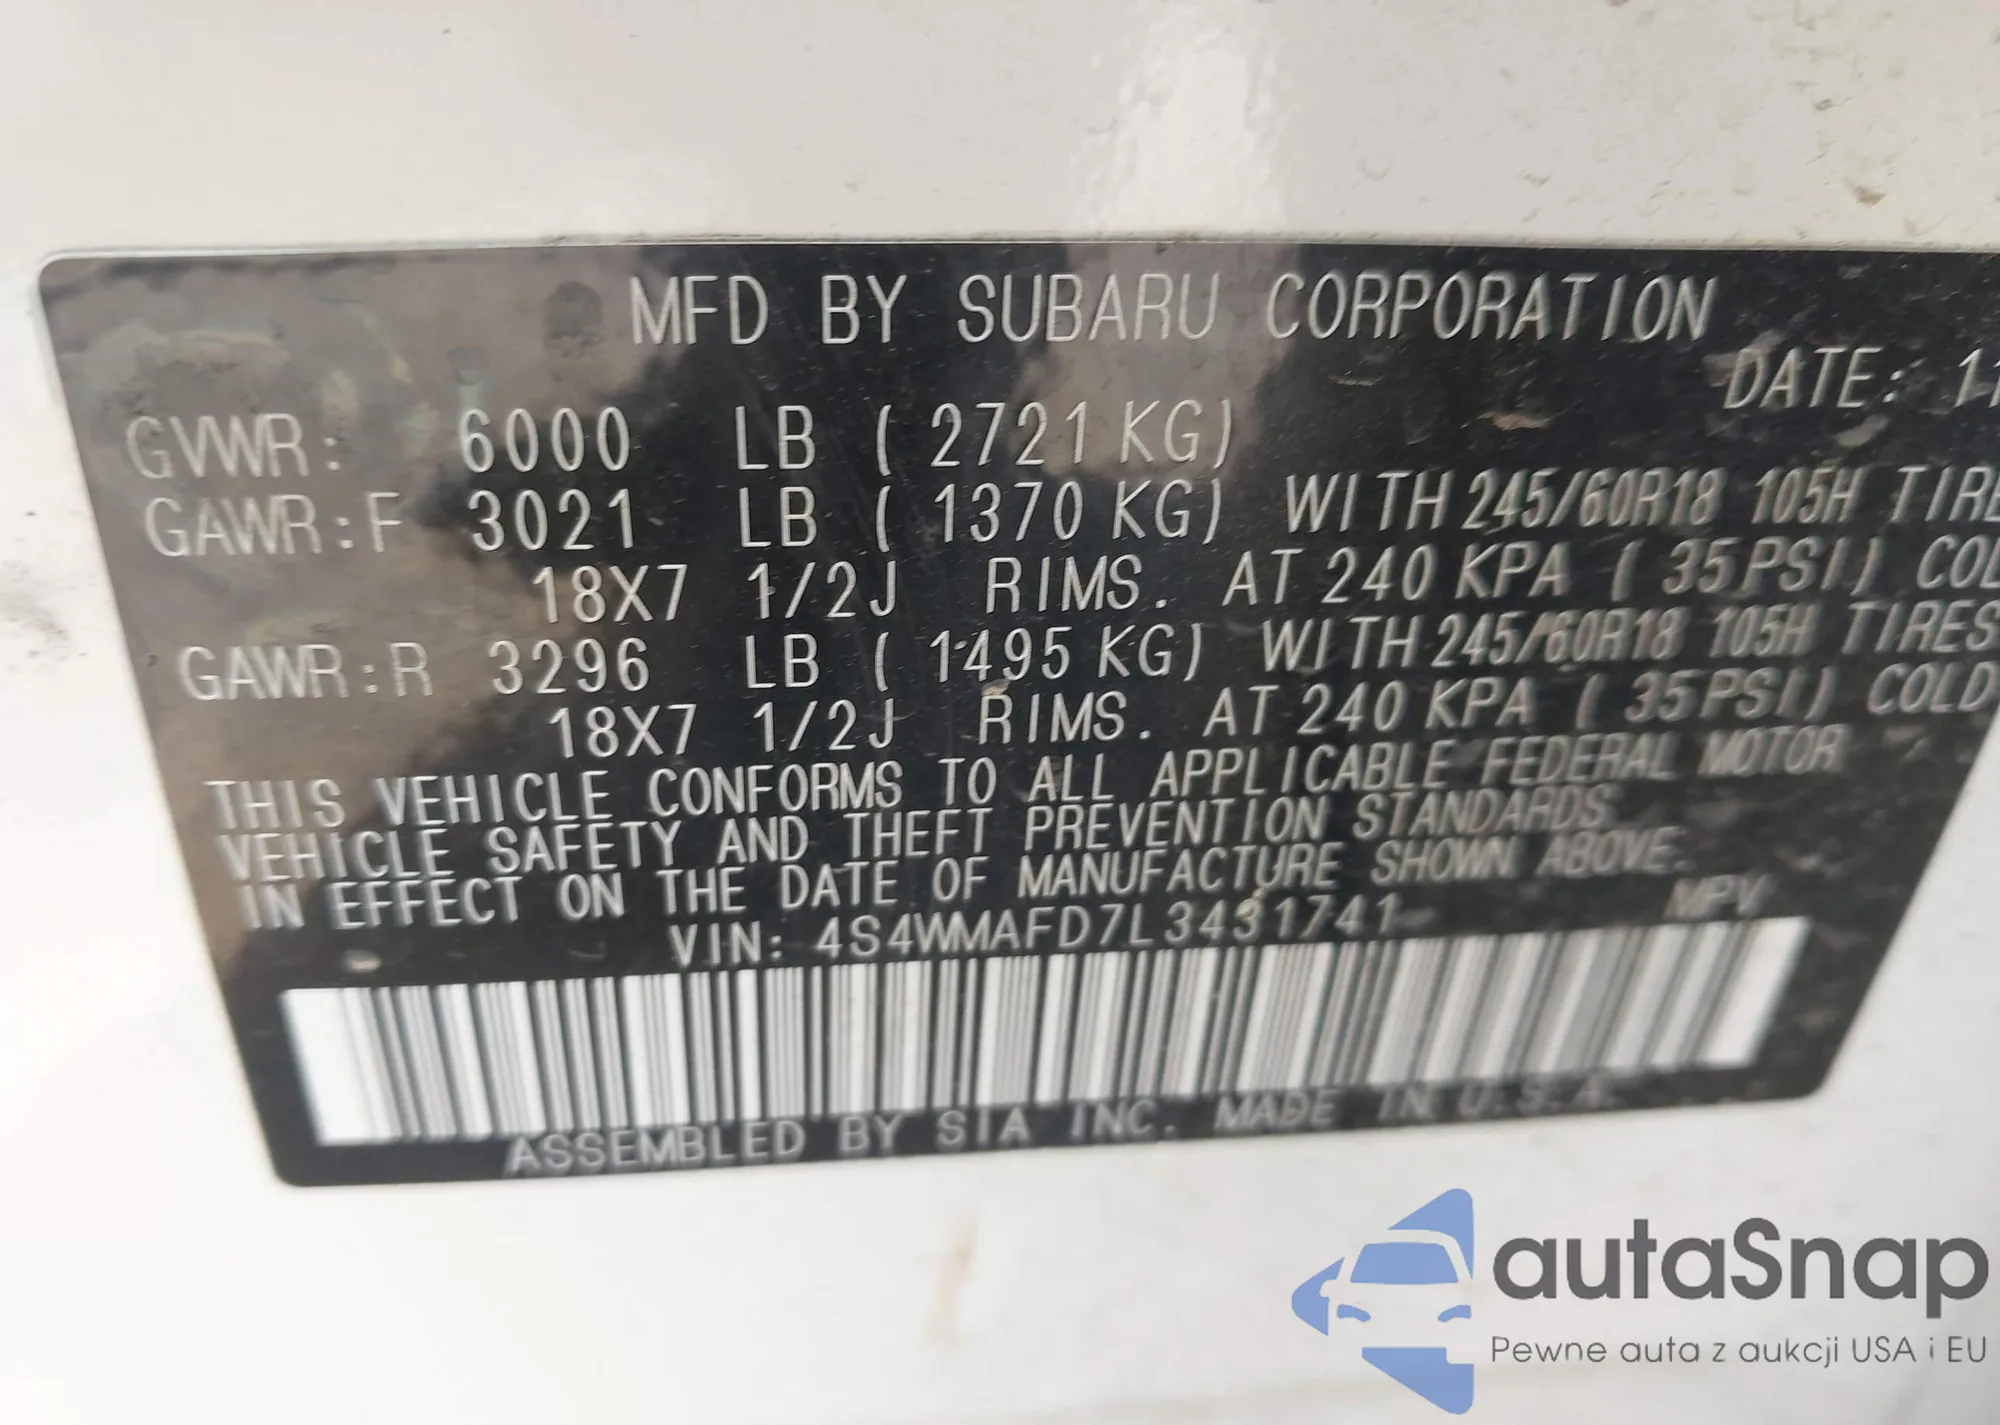 MFD BY SUBARU CORPORATION
DATE: 11
GVWR: 6000 LB ( 2721 KG)
GAWR:F 3021 LB ( 1370 KG) WITH 245/60R18 105H TIRE
18X7 1/2J RIMS. AT 240 KPA ( 35PSI) COL
GAWR:R 3296 LB ( 1495 KG) WITH 245/60R18 105H TIRES
18X7 1/2J RIMS. AT 240 KPA ( 35PSI) COLD
THIS VEHICLE CONFORMS TO ALL APPLICABLE FEDERAL MOTOR
VEHICLE SAFETY AND THEFT PREVENTION STANDARDS
IN EFFECT ON THE DATE OF MANUFACTURE SHOWN ABOVE.
VIN: 4S4WMAFD7L3431741 MPV
ASSEMBLED BY SIA INC. MADE IN U.S.A.
autaSnap
Pewne auta z aukcji USA i EU